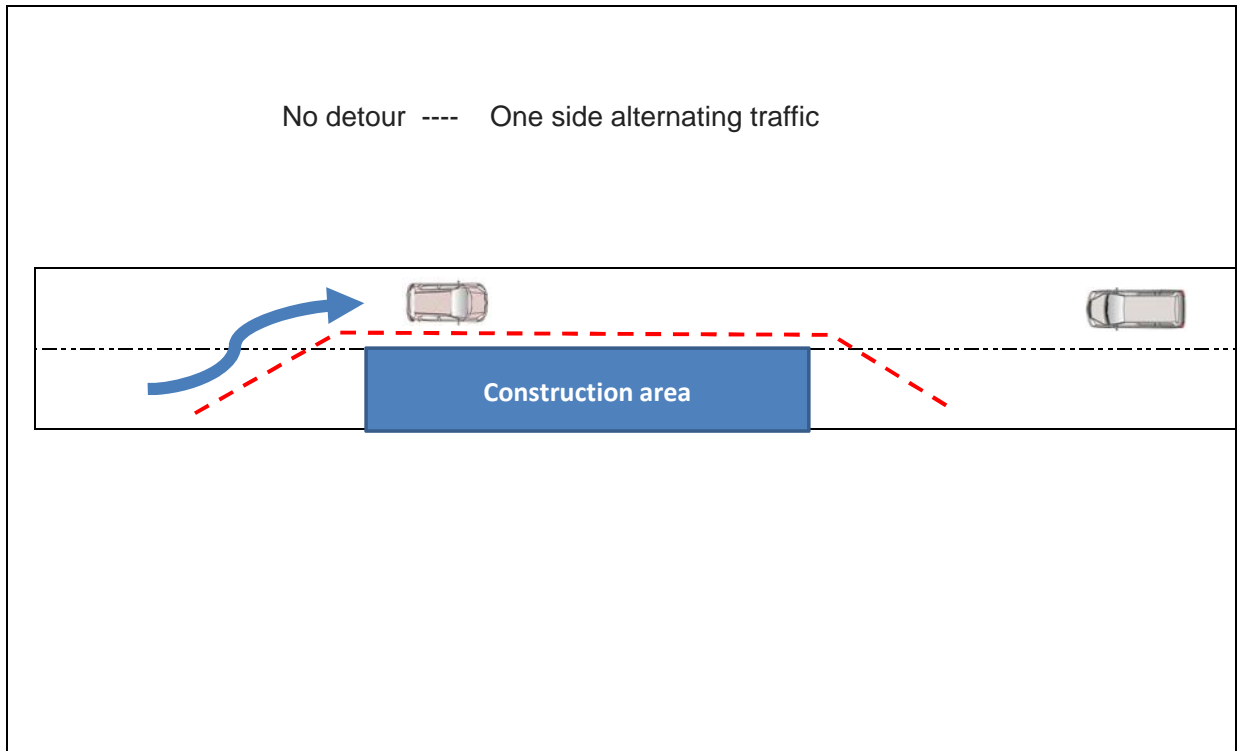 No detour ---- One side alternating traffic
Construction area